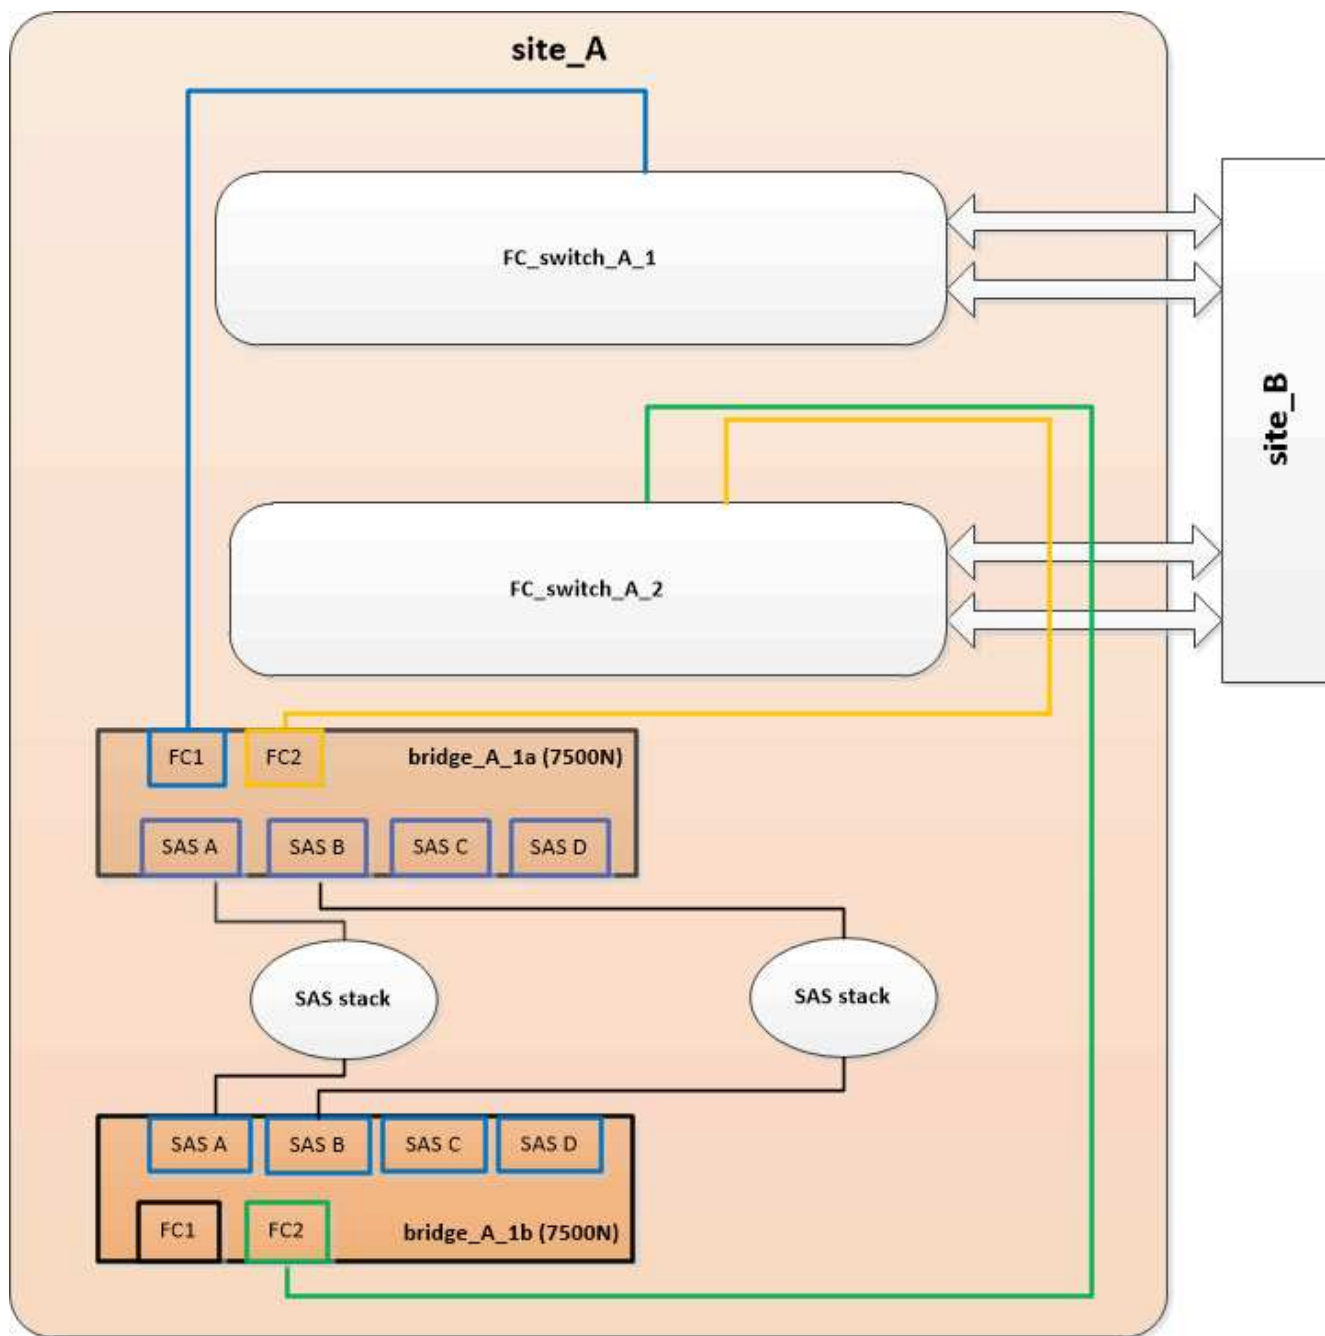 site_A
FC_switch_A_1
site_B
FC_switch_A_2
FC1
FC2
bridge_A_1a (7500N)
SAS A
SAS B
SAS C
SAS D
SAS stack
SAS stack
SAS A
SAS B
SAS C
SAS D
FC1
FC2
bridge_A_1b (7500N)